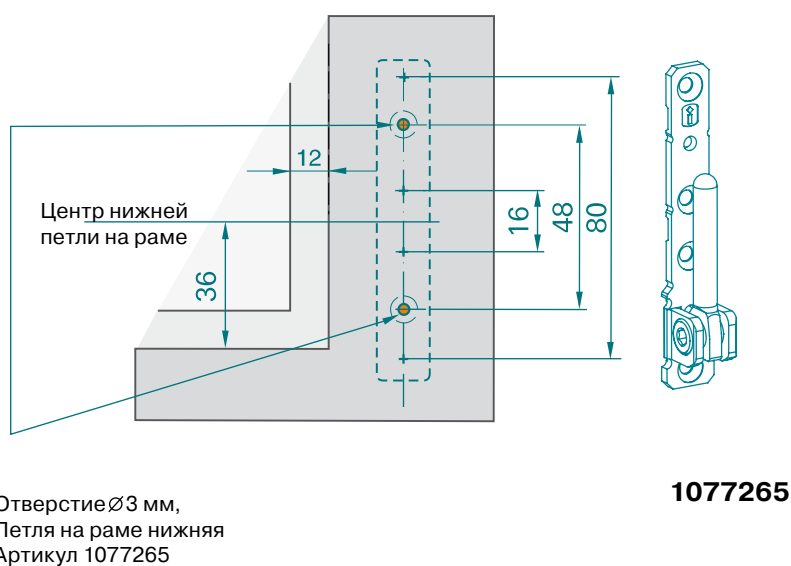 12
Центр нижней
петли на раме
36
16
48
80
1077265
Отверстие⌀3 мм,
Петля на раме нижняя
Артикул 1077265